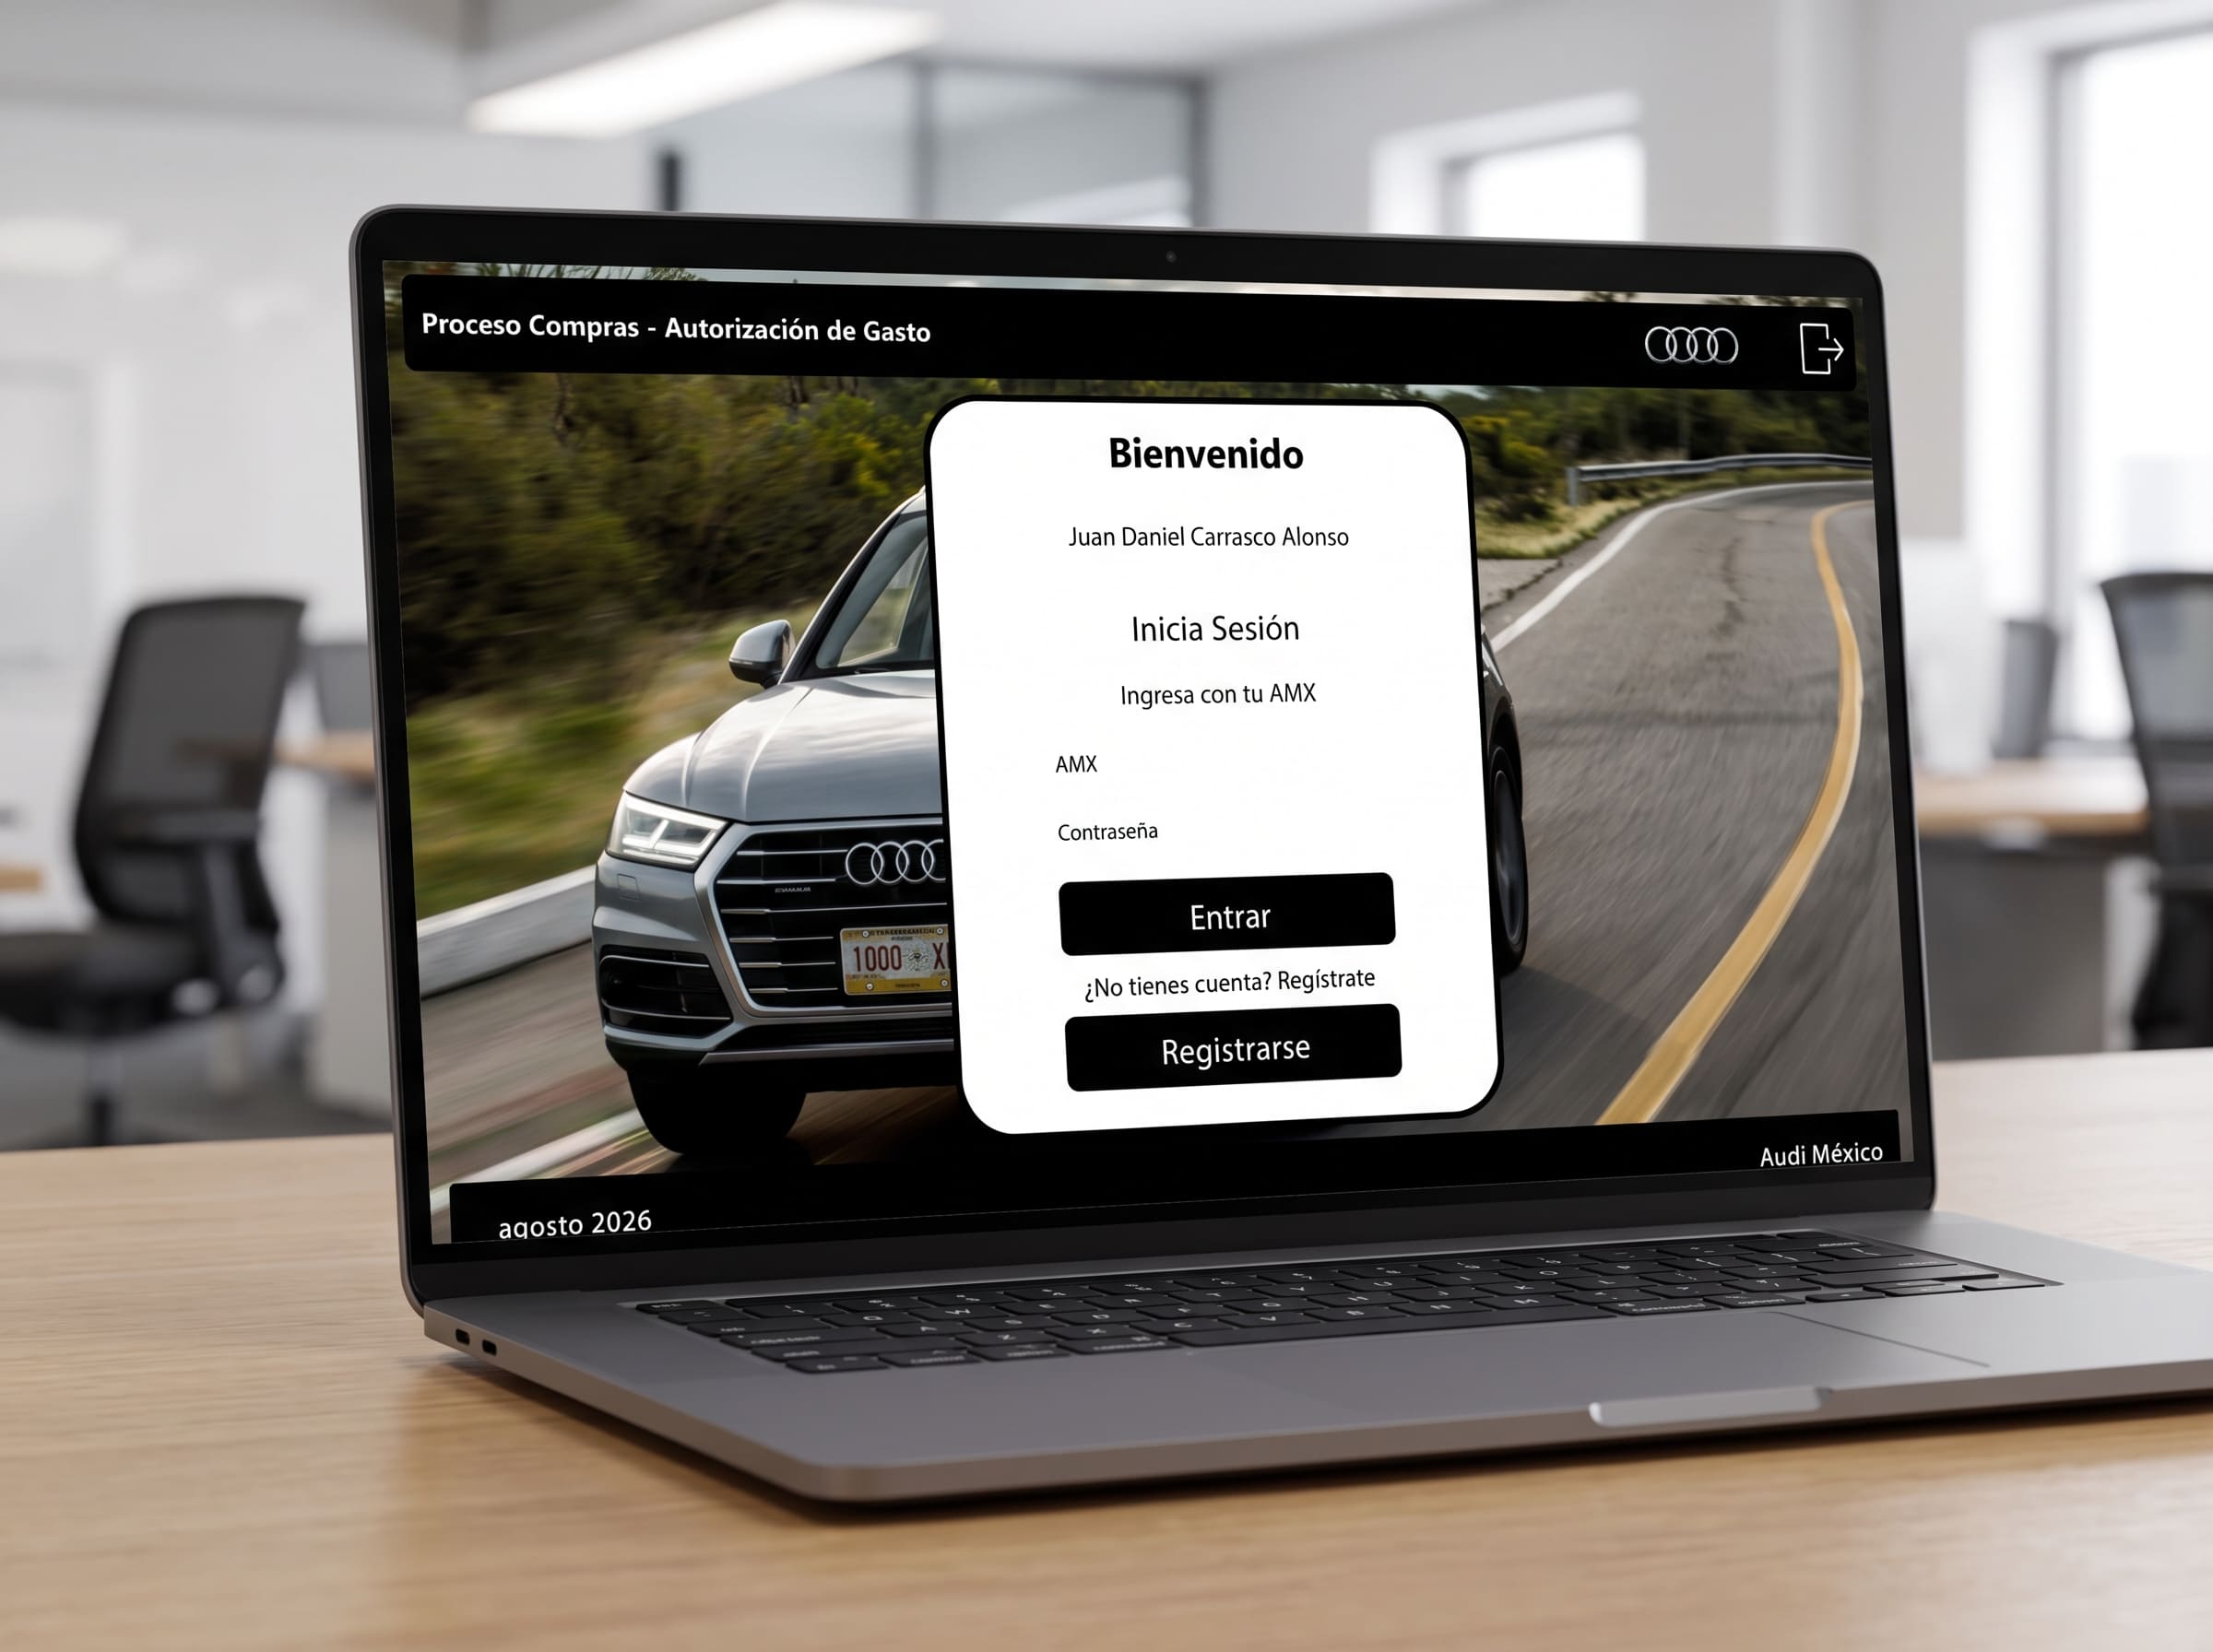 Proceso Compras - Autorización de Gasto
Bienvenido
Juan Daniel Carrasco Alonso
Inicia Sesión
Ingresa con tu AMX
AMX
Contraseña
1000 X
Entrar
¿No tienes cuenta? Regístrate
Registrarse
Audi México
agosto 2026